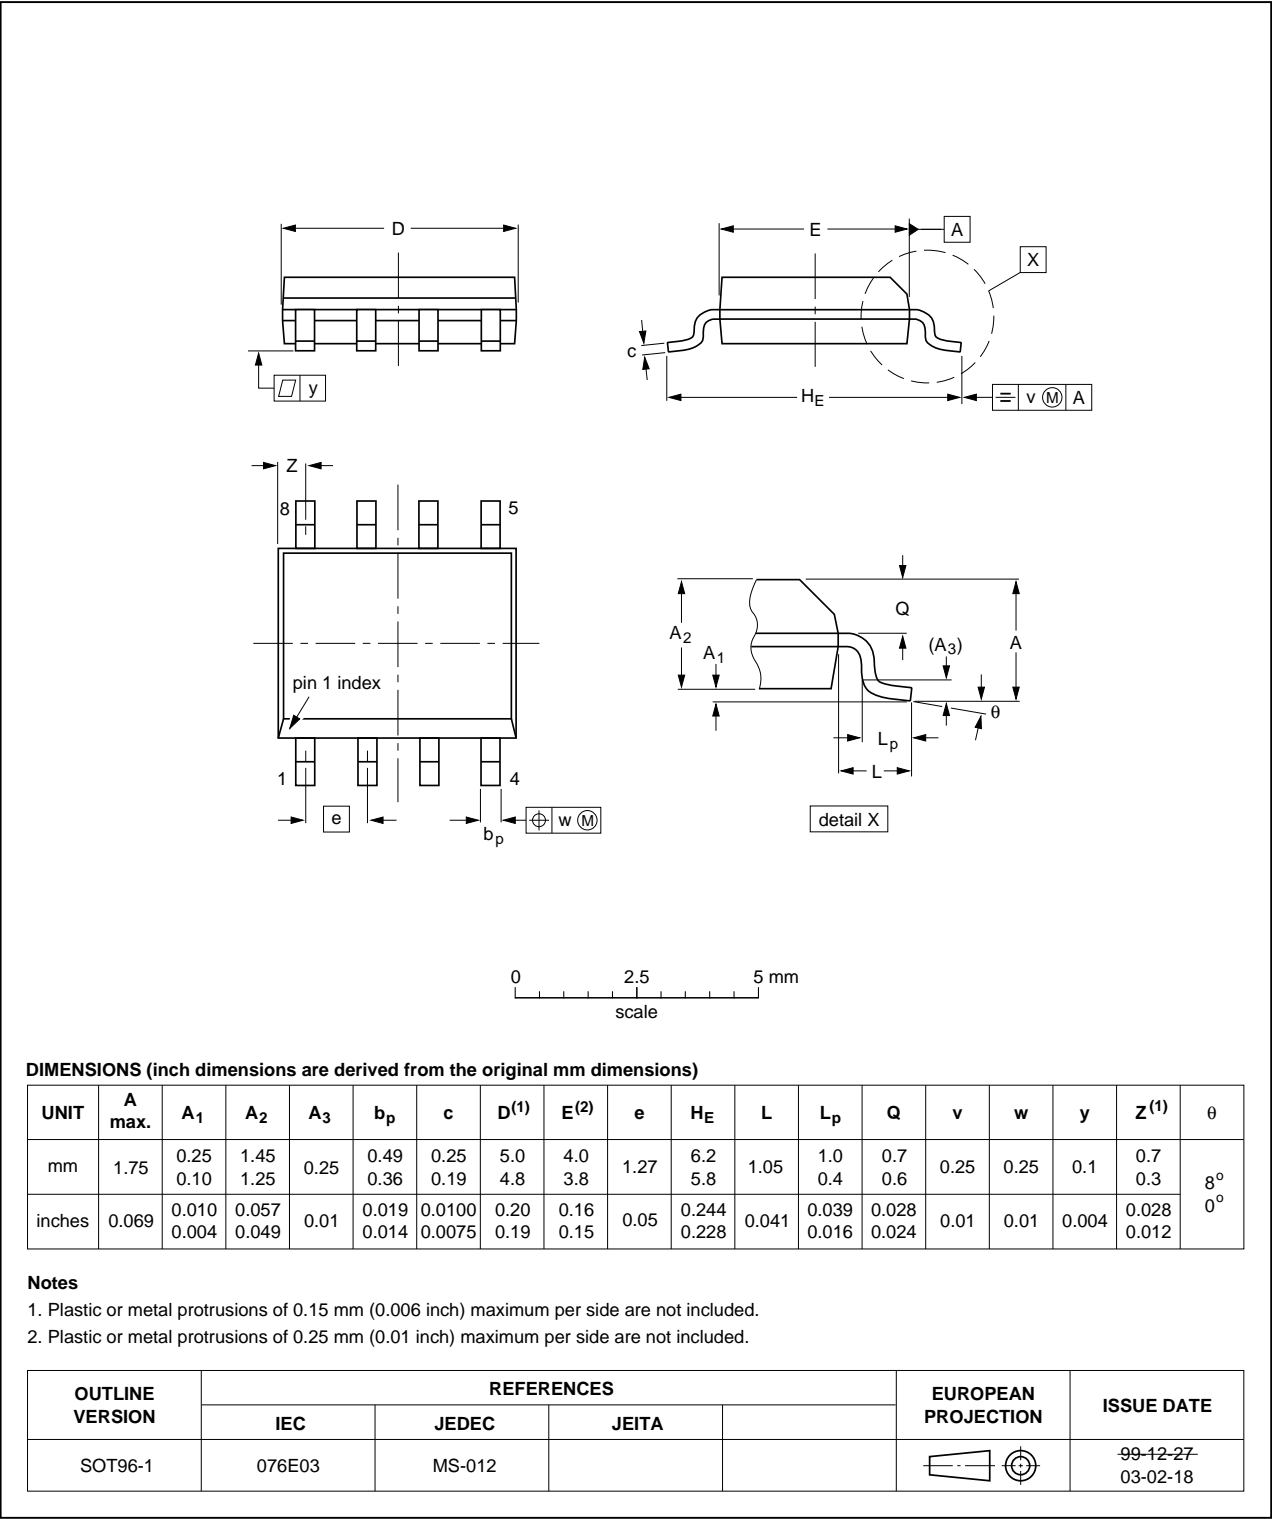 D
E
A
X
c
y
HE
v M A
Z
8
5
pin 1 index
1
4
e
bp
w M
A2
A1
Q
(A3)
A
θ
Lp
L
detail X
0 2.5 5 mm
scale
DIMENSIONS (inch dimensions are derived from the original mm dimensions)
UNIT A max. A1 A2 A3 bp c D(1) E(2) e HE L Lp Q v w y Z(1) θ
mm 1.75 0.25 0.10 1.45 1.25 0.25 0.49 0.36 0.25 0.19 5.0 4.8 4.0 3.8 1.27 6.2 5.8 1.05 1.0 0.4 0.7 0.6 0.25 0.25 0.1 0.7 0.3 8o 0o
inches 0.069 0.010 0.004 0.057 0.049 0.01 0.019 0.014 0.0100 0.0075 0.20 0.19 0.16 0.15 0.05 0.244 0.228 0.041 0.039 0.016 0.028 0.024 0.01 0.01 0.004 0.028 0.012
Notes
1. Plastic or metal protrusions of 0.15 mm (0.006 inch) maximum per side are not included.
2. Plastic or metal protrusions of 0.25 mm (0.01 inch) maximum per side are not included.
OUTLINE VERSION REFERENCES EUROPEAN PROJECTION ISSUE DATE
IEC JEDEC JEITA
SOT96-1 076E03 MS-012 99-12-27
03-02-18